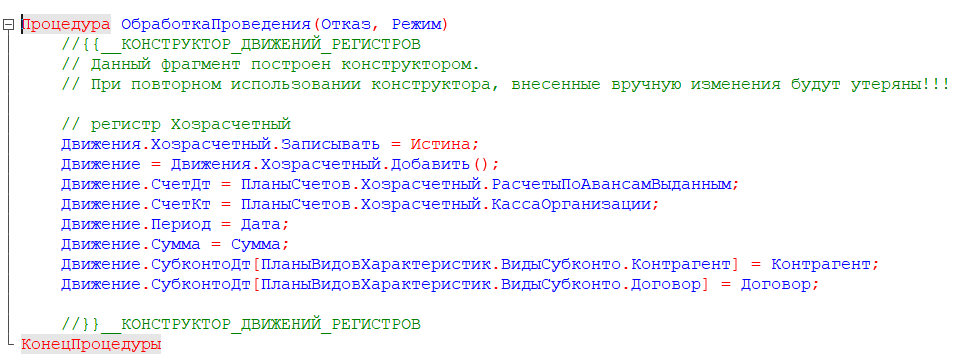 Процедура ОбработкаПроведения(Отказ, Режим)
//{{__КОНСТРУКТОР_ДВИЖЕНИЙ_РЕГИСТРОВ
// Данный фрагмент построен конструктором.
// При повторном использовании конструктора, внесенные вручную изменения будут утеряны!!!
// регистр Хозрасчетный
Движения.Хозрасчетный.Записывать = Истина;
Движение = Движения.Хозрасчетный.Добавить();
Движение.СчетДт = ПланыСчетов.Хозрасчетный.РасчетыПоАвансамВыданным;
Движение.СчетКт = ПланыСчетов.Хозрасчетный.КассаОрганизации;
Движение.Период = Дата;
Движение.Сумма = Сумма;
Движение.СубконтоДт[ПланыВидовХарактеристик.ВидыСубконто.Контрагент] = Контрагент;
Движение.СубконтоДт[ПланыВидовХарактеристик.ВидыСубконто.Договор] = Договор;
//}}__КОНСТРУКТОР_ДВИЖЕНИЙ_РЕГИСТРОВ
КонецПроцедуры